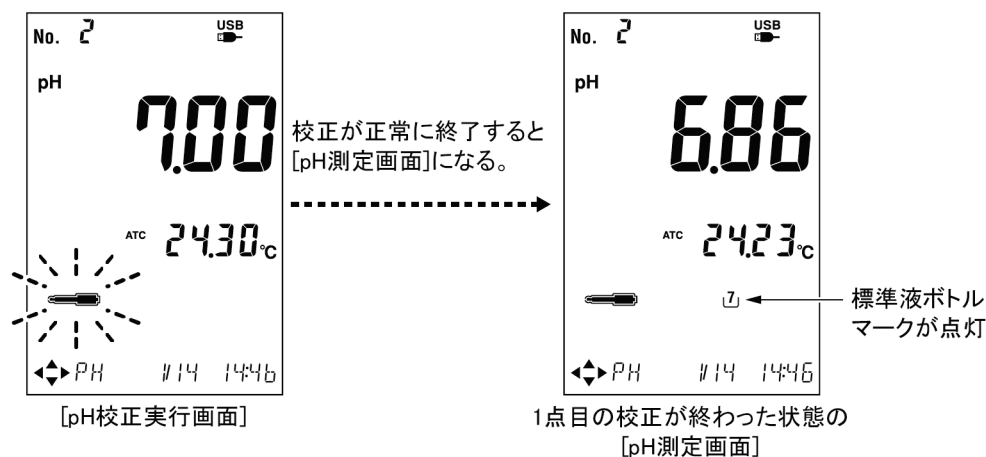 No. 2
USB
pH
7.00
ATC 24.30℃
PH 1/14 14:46
[pH校正実行画面]
校正が正常に終了すると
[pH測定画面]になる。
No. 2
USB
pH
6.86
ATC 24.23℃
7
標準液ボトル
マークが点灯
PH 1/14 14:46
1点目の校正が終わった状態の
[pH測定画面]